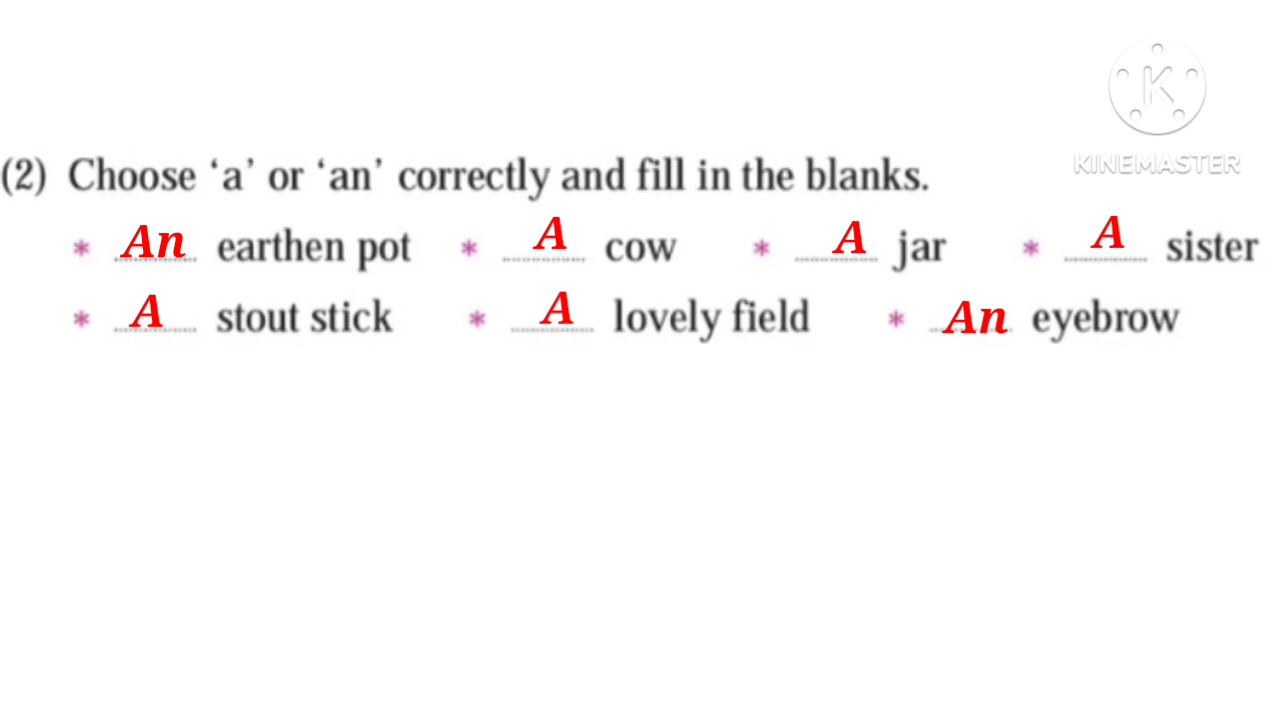 K
KINEMASTER
(2) Choose ‘a’ or ‘an’ correctly and fill in the blanks.
* An earthen pot * A cow * A jar * A sister
* A stout stick * A lovely field * An eyebrow